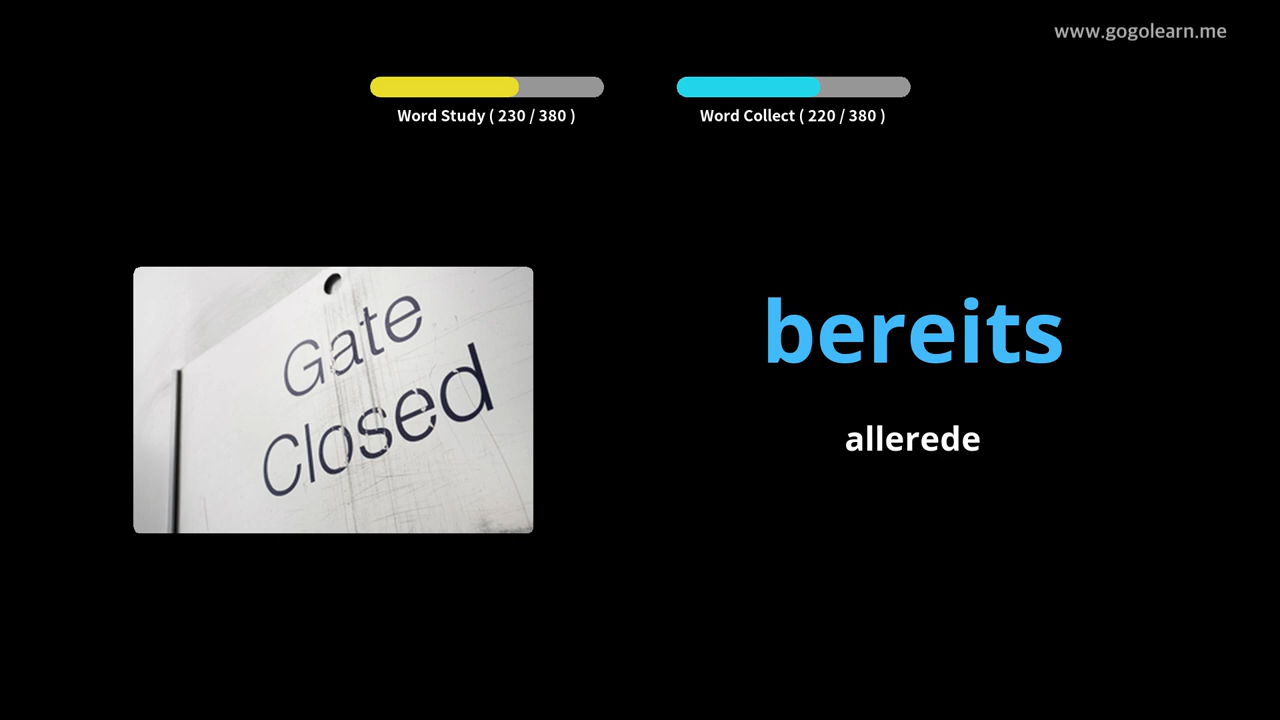 www.gogolearn.me
Word Study ( 230 / 380 )
Word Collect ( 220 / 380 )
Gate
Closed
bereits
allerede